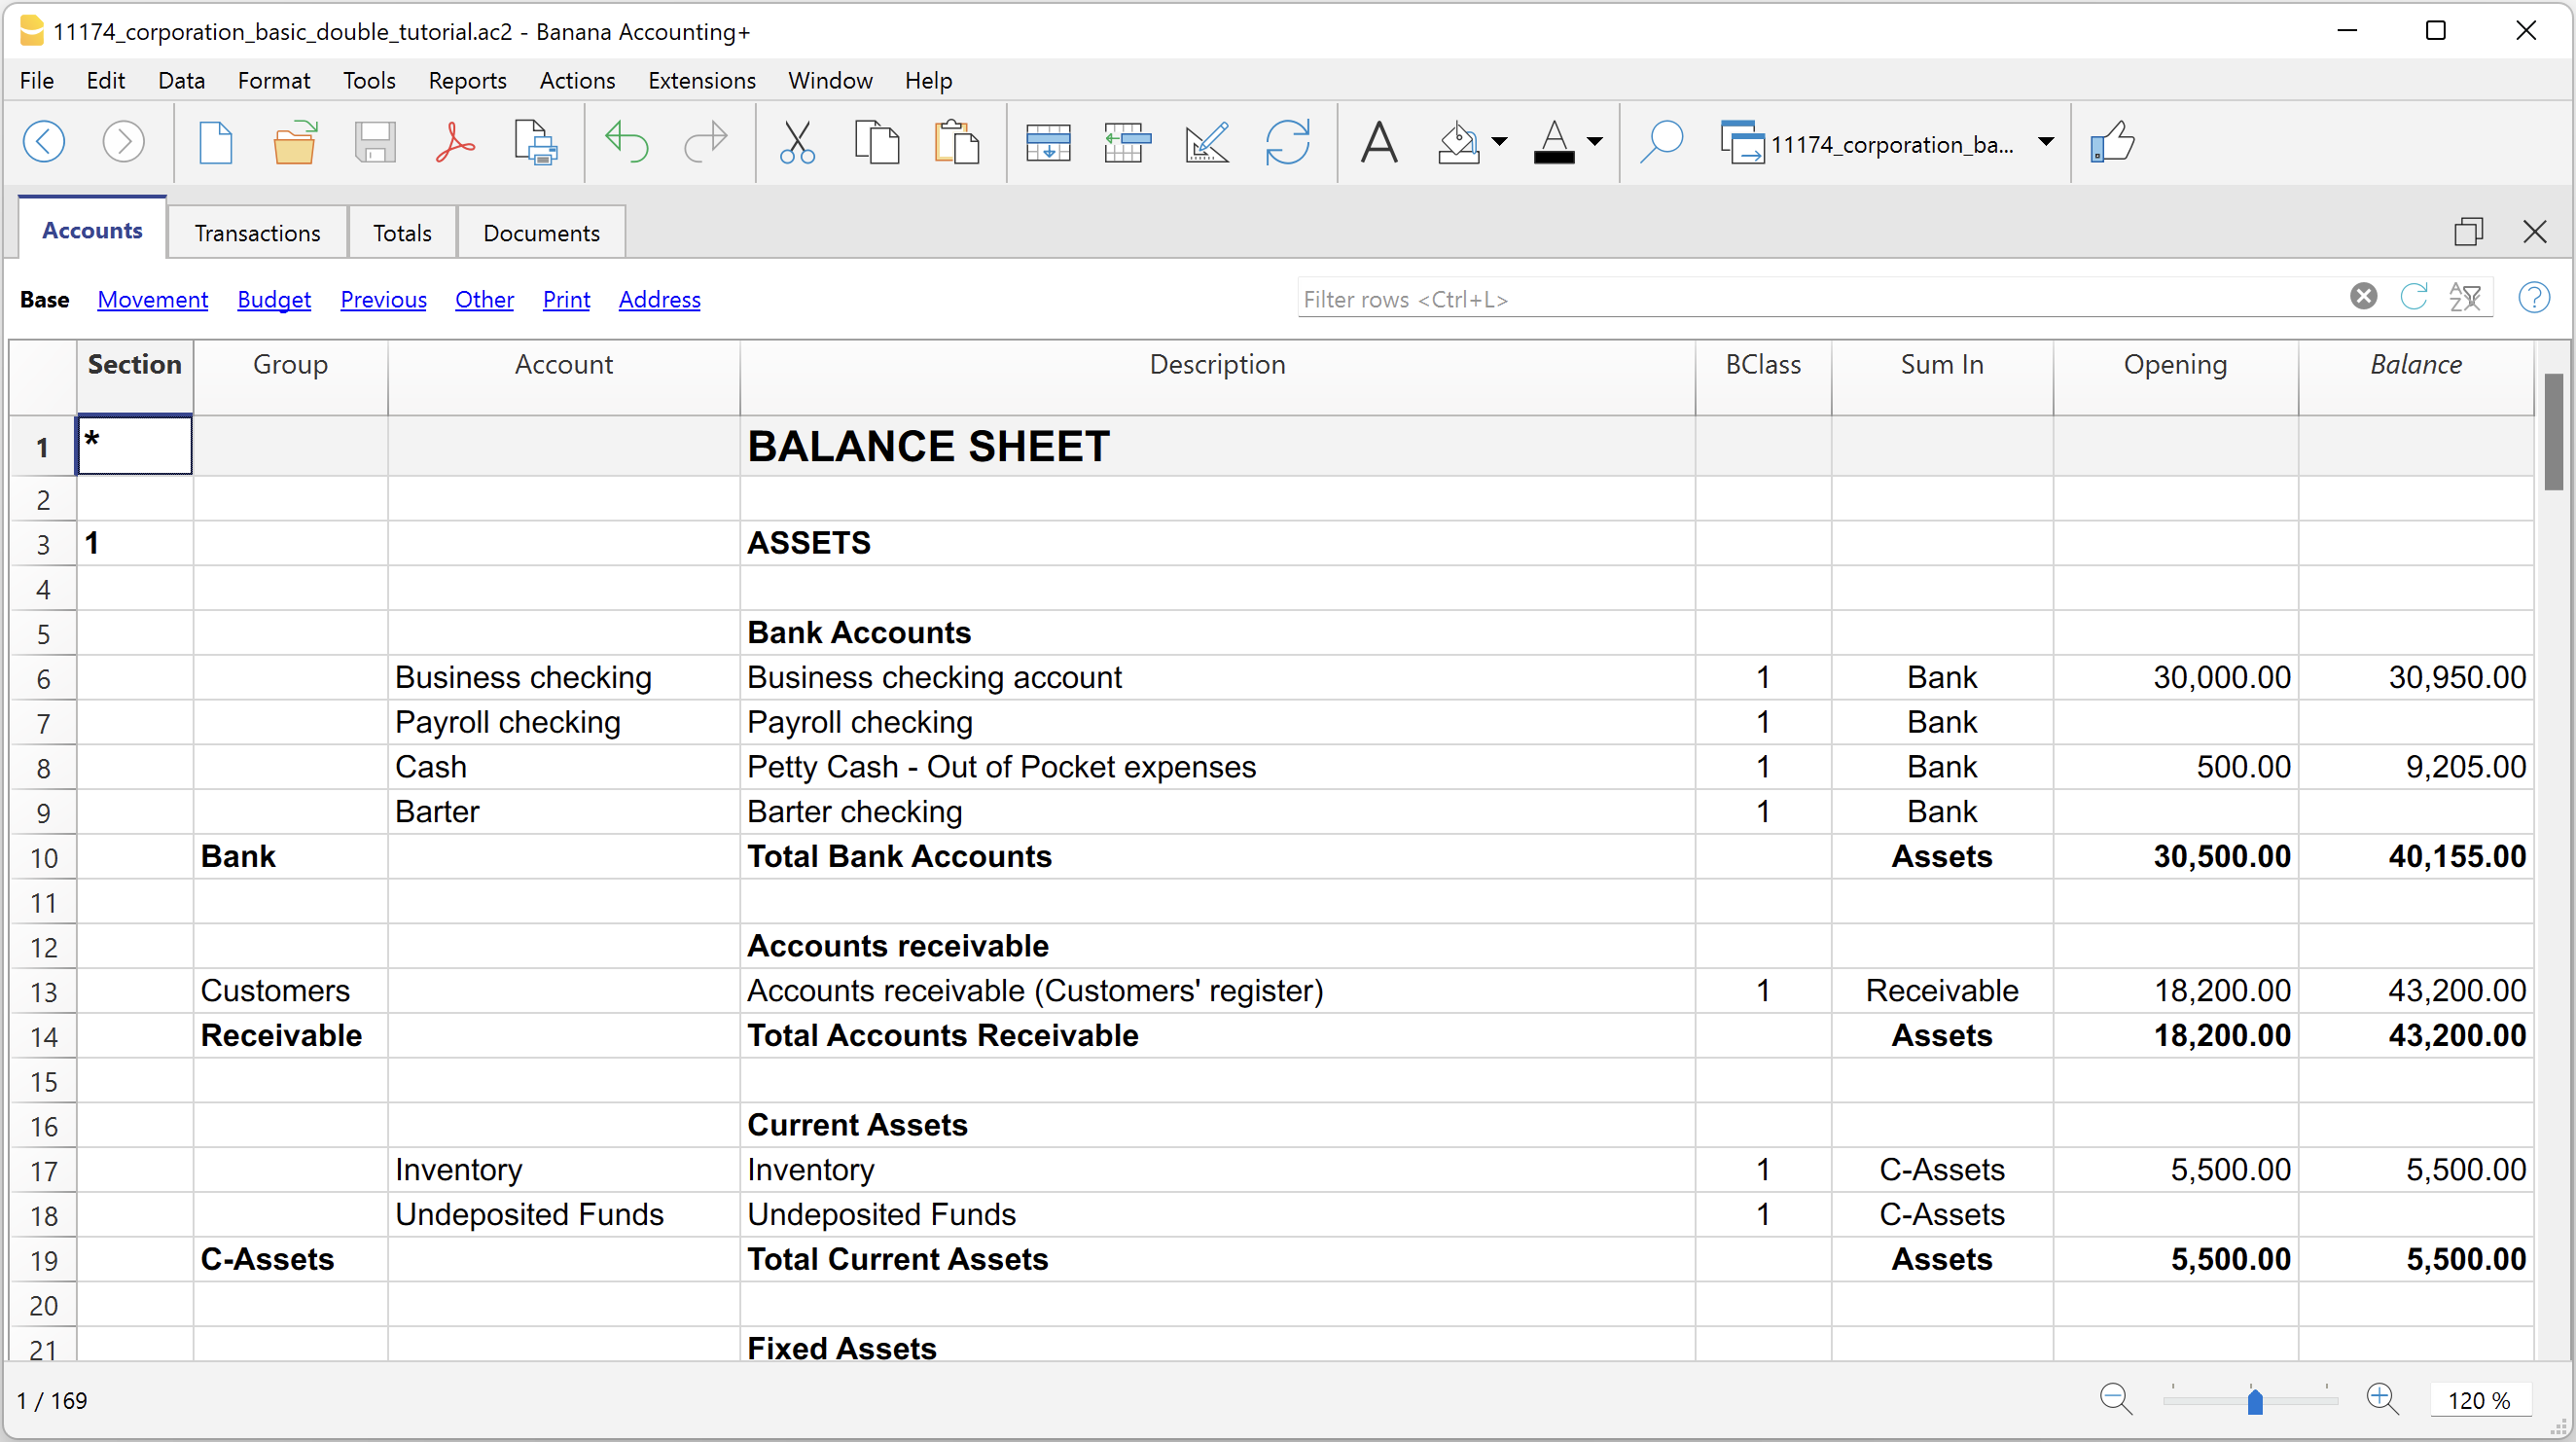 11174_corporation_basic_double_tutorial.ac2 - Banana Accounting+
File Edit Data Format Tools Reports Actions Extensions Window Help
11174_corporation_ba...
Accounts Transactions Totals Documents
Base Movement Budget Previous Other Print Address Filter rows <Ctrl+L>
Section Group Account Description BClass Sum In Opening Balance
1 * BALANCE SHEET
2
3 1 ASSETS
4
5 Bank Accounts
6 Business checking Business checking account 1 Bank 30,000.00 30,950.00
7 Payroll checking Payroll checking 1 Bank
8 Cash Petty Cash - Out of Pocket expenses 1 Bank 500.00 9,205.00
9 Barter Barter checking 1 Bank
10 Bank Total Bank Accounts Assets 30,500.00 40,155.00
11
12 Accounts receivable
13 Customers Accounts receivable (Customers' register) 1 Receivable 18,200.00 43,200.00
14 Receivable Total Accounts Receivable Assets 18,200.00 43,200.00
15
16 Current Assets
17 Inventory Inventory 1 C-Assets 5,500.00 5,500.00
18 Undeposited Funds Undeposited Funds 1 C-Assets
19 C-Assets Total Current Assets Assets 5,500.00 5,500.00
20
21 Fixed Assets
1 / 169 120 %